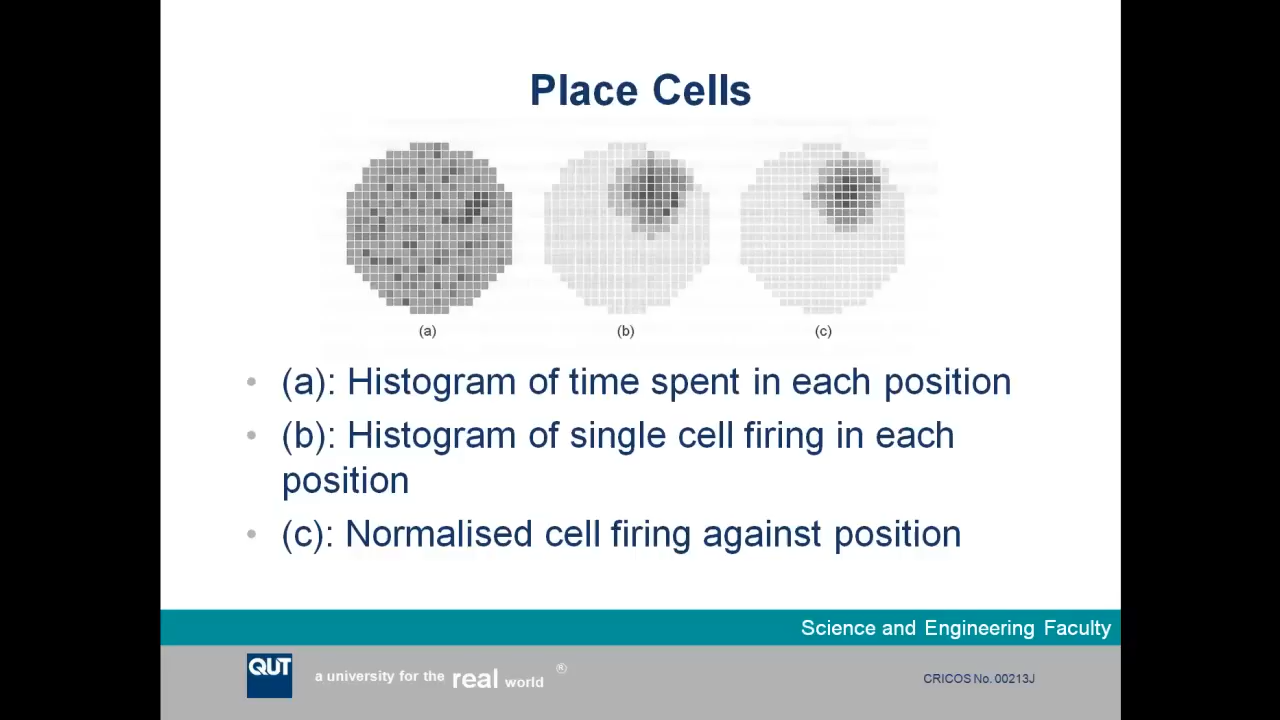 Place Cells
(a) (b) (c)
• (a): Histogram of time spent in each position
• (b): Histogram of single cell firing in each
position
• (c): Normalised cell firing against position
Science and Engineering Faculty
QUT a university for the real world ® CRICOS No. 00213J